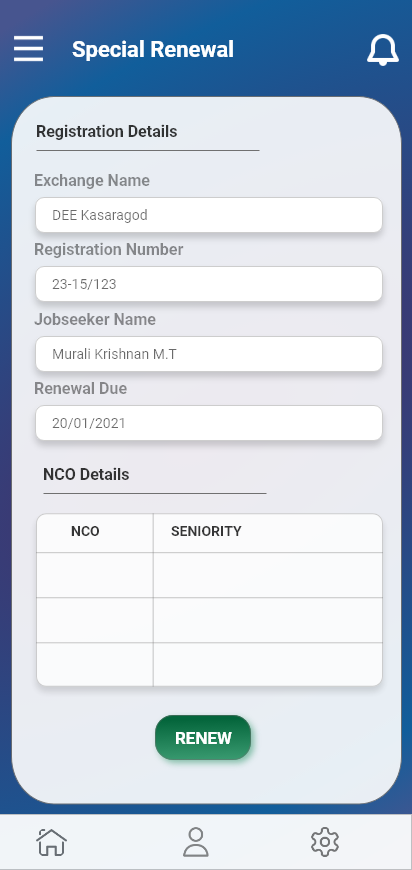 Special Renewal
Registration Details
Exchange Name
DEE Kasaragod
Registration Number
23-15/123
Jobseeker Name
Murali Krishnan M.T
Renewal Due
20/01/2021
NCO Details
NCO SENIORITY
RENEW